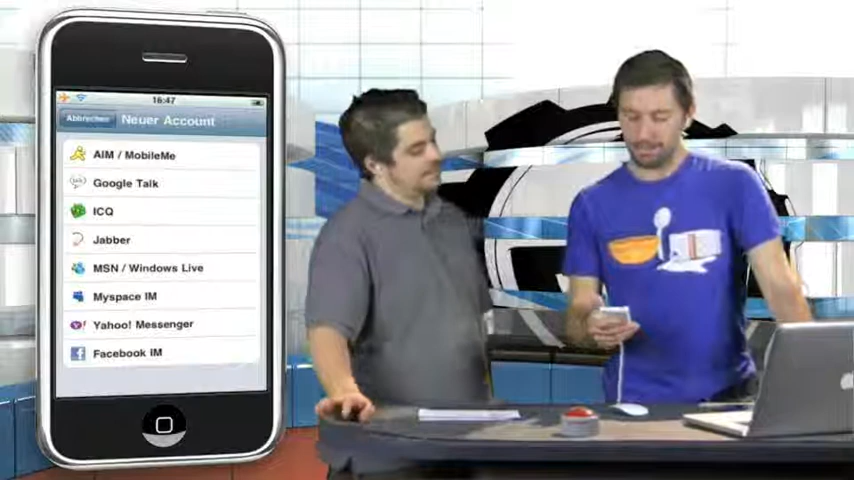 16:47
Abbrechen
Neuer Account
AIM / MobileMe
Google Talk
ICQ
Jabber
MSN / Windows Live
Myspace IM
Yahoo! Messenger
Facebook IM